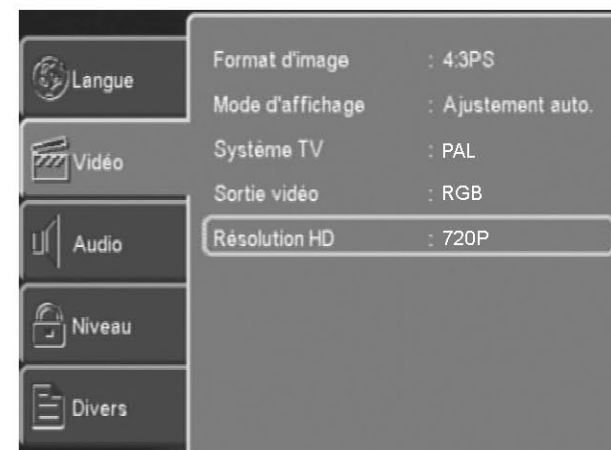 Langue
Vidéo
Audio
Niveau
Divers
Format d'image : 4:3PS
Mode d'affichage : Ajustement auto.
Système TV : PAL
Sortie vidéo : RGB
Résolution HD : 720P